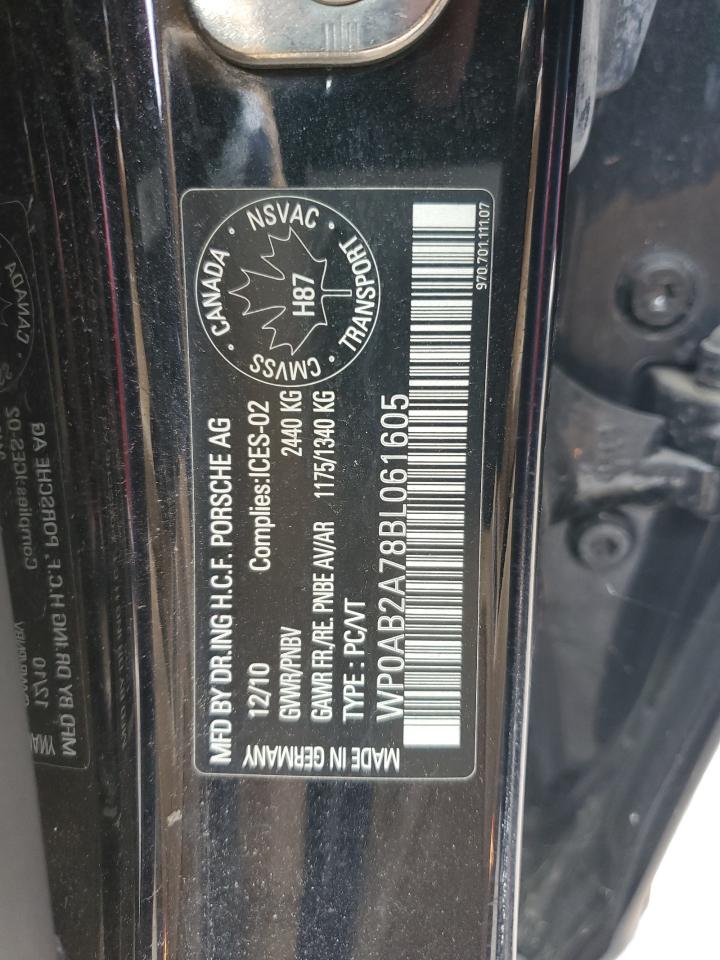 MFD BY DR.ING H.C.F. PORSCHE AG
12/10 Complies:ICES-02
GVWR/PNBV 2440 KG
GAWR FR./RE. PNBE AV/AR 1175/1340 KG
TYPE : PC/VT
WP0AB2A78BL061605
MADE IN GERMANY
CANADA · NSVAC · TRANSPORT · CMVSS ·
H87
970.701.111.07